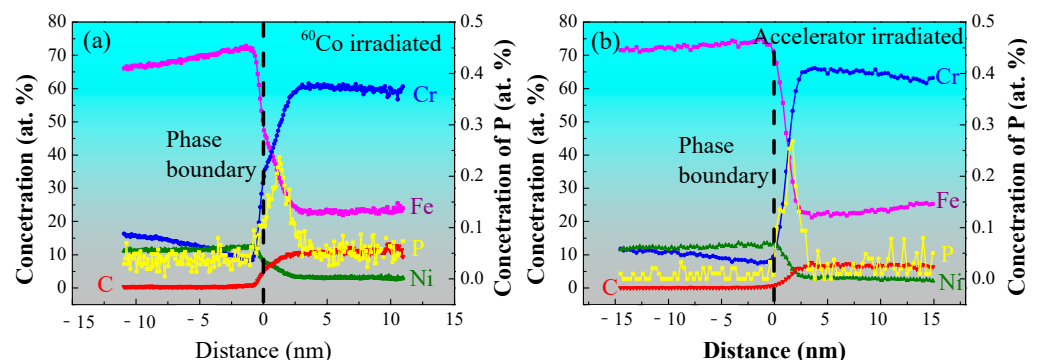 (a)
⁶⁰Co irradiated
Cr
Phase
boundary
Fe
P
C
Ni
80
70
60
50
40
30
20
10
0
0.5
0.4
0.3
0.2
0.1
0.0
-15
-10
-5
0
5
10
15
Concetration (at. %)
Concetration of P (at. %)
Distance (nm)
(b)
Accelerator irradiated
Cr
Phase
boundary
Fe
P
C
Ni
80
70
60
50
40
30
20
10
0
0.5
0.4
0.3
0.2
0.1
0.0
-15
-10
-5
0
5
10
15
Concetration (at. %)
Concetration of P (at. %)
Distance (nm)